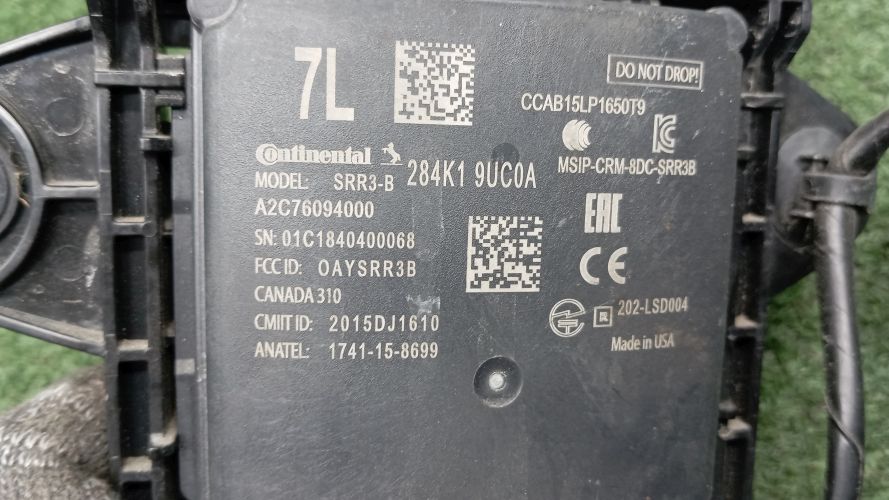 7L
DO NOT DROP!
CCAB15LP1650T9
Continental
MSIP-CRM-8DC-SRR3B
MODEL: SRR3-B 284K1 9UC0A
A2C76094000
EAC
SN: 01C1840400068
CE
FCC ID: OAYSRR3B
CANADA 310
R 202-LSD004
CMIIT ID: 2015DJ1610
Made in USA
ANATEL: 1741-15-8699